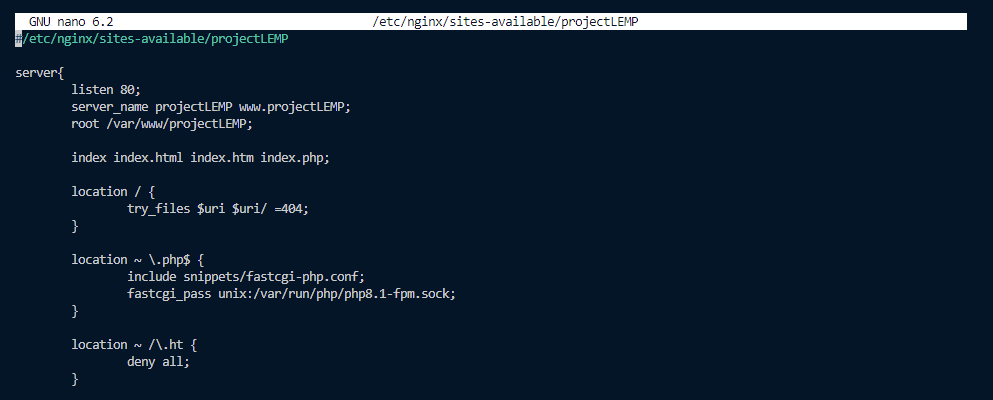 GNU nano 6.2 /etc/nginx/sites-available/projectLEMP
#/etc/nginx/sites-available/projectLEMP
server{
listen 80;
server_name projectLEMP www.projectLEMP;
root /var/www/projectLEMP;
index index.html index.htm index.php;
location / {
try_files $uri $uri/ =404;
}
location ~ \.php$ {
include snippets/fastcgi-php.conf;
fastcgi_pass unix:/var/run/php/php8.1-fpm.sock;
}
location ~ /\.ht {
deny all;
}